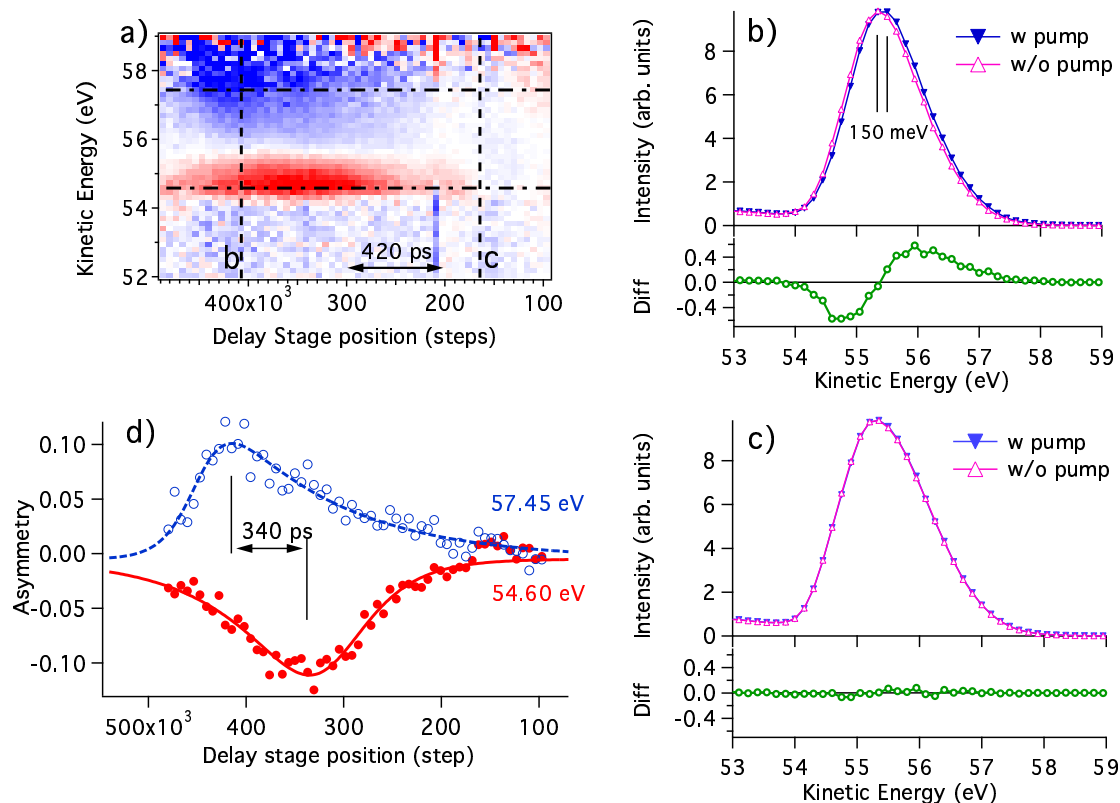 a)
58
56
54
52
Kinetic Energy (eV)
b
420 ps
c
400x10³
300
200
100
Delay Stage position (steps)
b)
w pump
w/o pump
150 meV
8
6
4
2
0
Intensity (arb. units)
0.4
0.0
-0.4
Diff
53
54
55
56
57
58
59
Kinetic Energy (eV)
d)
0.10
0.05
0.00
-0.05
-0.10
Asymmetry
340 ps
57.45 eV
54.60 eV
500x10³
400
300
200
100
Delay stage position (step)
c)
w pump
w/o pump
8
6
4
2
0
Intensity (arb. units)
0.4
0.0
-0.4
Diff
53
54
55
56
57
58
59
Kinetic Energy (eV)